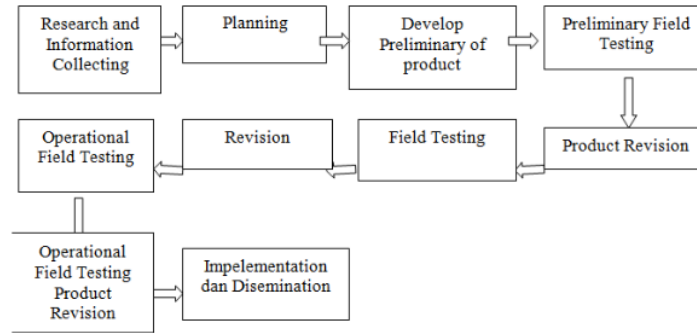 Research and
Information
Collecting
Planning
Develop
Preliminary of
product
Preliminary Field
Testing
Operational
Field Testing
Revision
Field Testing
Product Revision
Operational
Field Testing
Product
Revision
Impelementation
dan Disemination